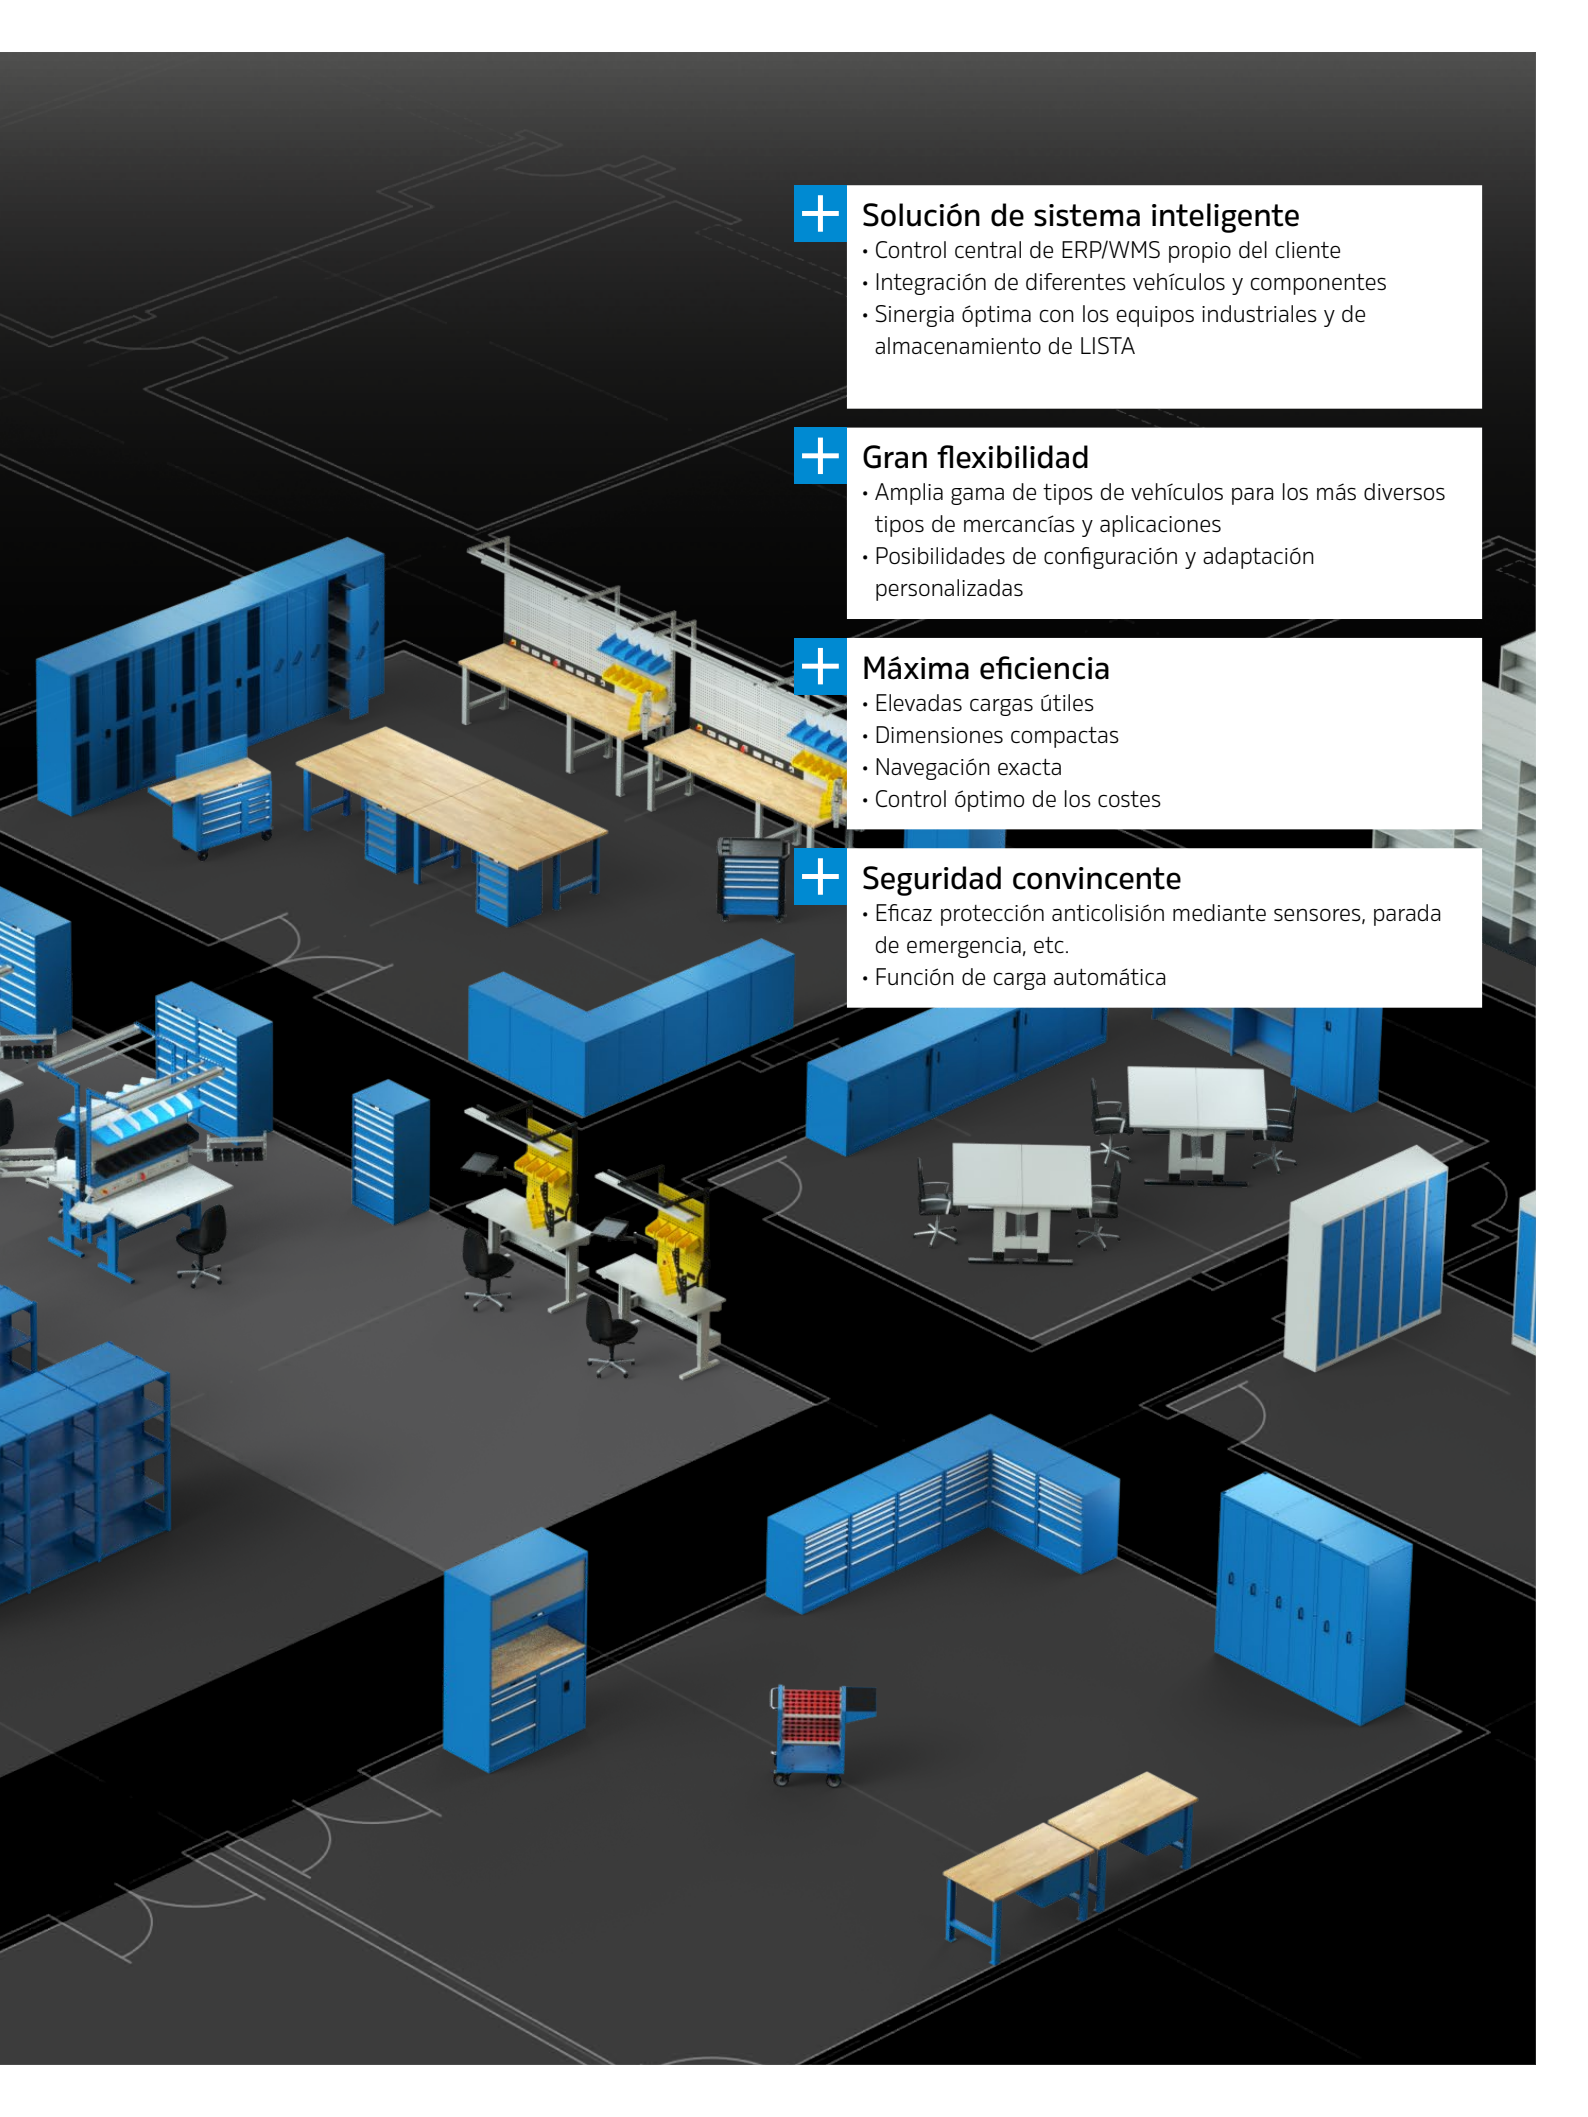 Solución de sistema inteligente
• Control central de ERP/WMS propio del cliente
• Integración de diferentes vehículos y componentes
• Sinergia óptima con los equipos industriales y de
almacenamiento de LISTA
Gran flexibilidad
• Amplia gama de tipos de vehículos para los más diversos
tipos de mercancías y aplicaciones
• Posibilidades de configuración y adaptación
personalizadas
Máxima eficiencia
• Elevadas cargas útiles
• Dimensiones compactas
• Navegación exacta
• Control óptimo de los costes
Seguridad convincente
• Eficaz protección anticolisión mediante sensores, parada
de emergencia, etc.
• Función de carga automática